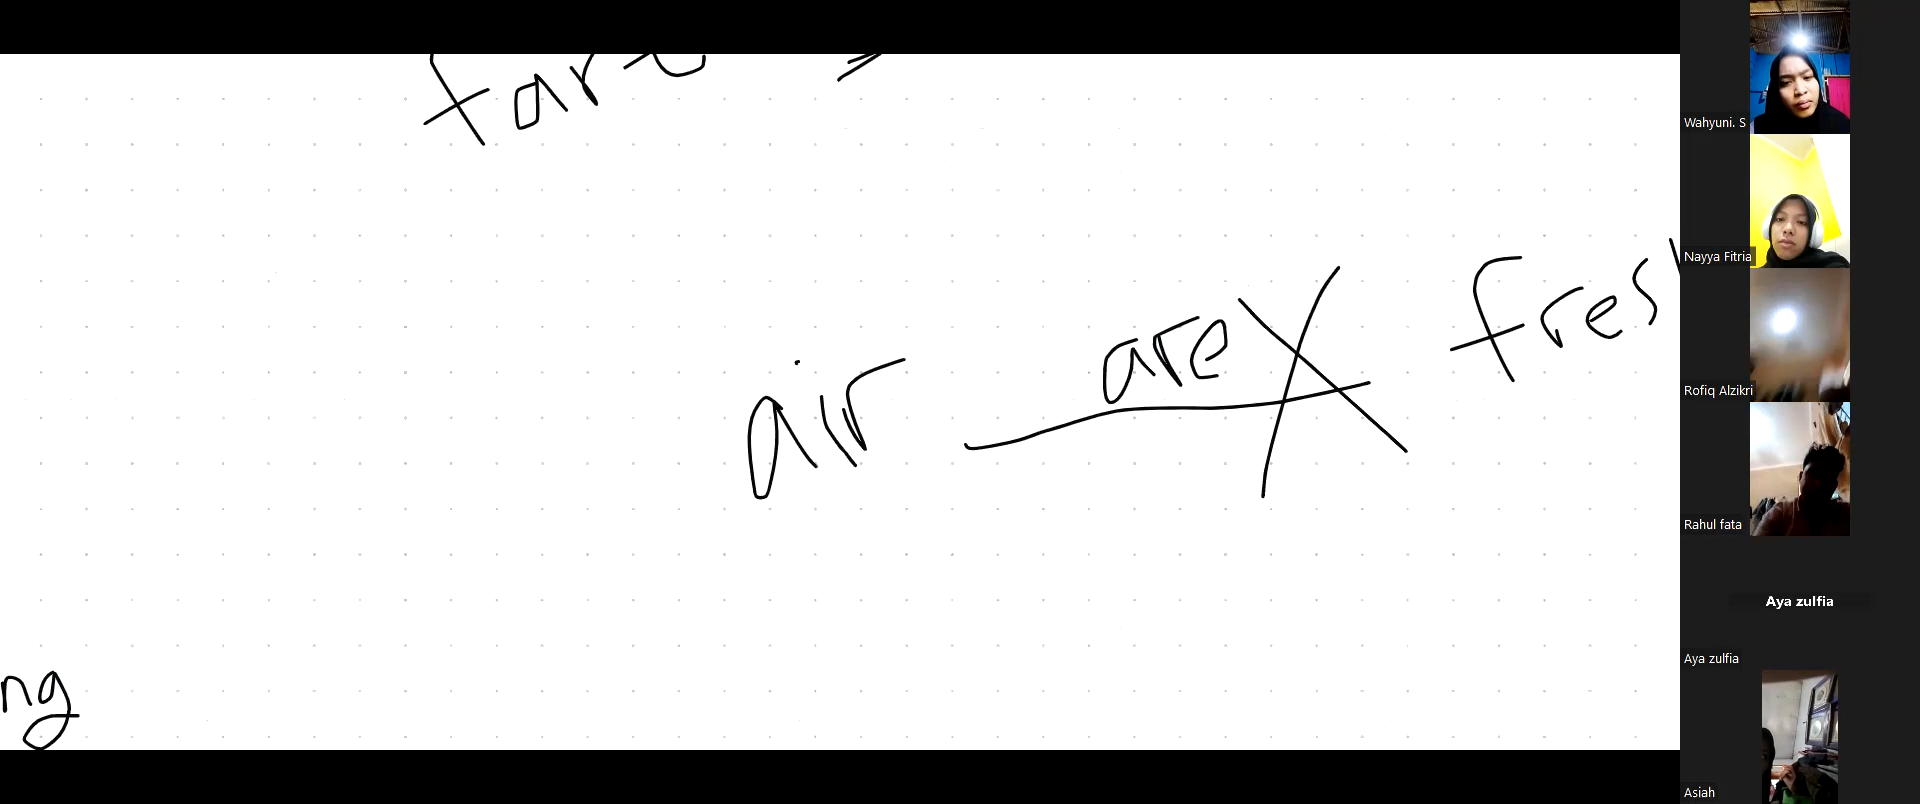 air are X fres
ng
Wahyuni. S
Nayya Fitria
Rofiq Alzikri
Rahul fata
Aya zulfia
Aya zulfia
Asiah